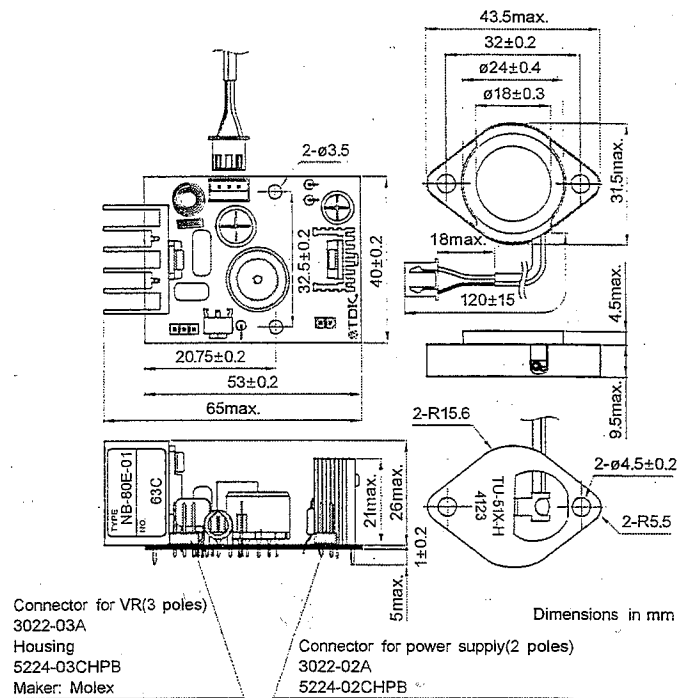 43.5max.
32±0.2
ø24±0.4
ø18±0.3
2-ø3.5
31.5max.
18max.
32.5±0.2
40±0.2
TDK
120±15
4.5max.
20.75±0.2
53±0.2
65max.
9.5max.
2-R15.6
TYPE
NB-80E-01
NO.
63C
2-ø4.5±0.2
TU-51X-H
4123
21max.
26max.
2-R5.5
1±0.2
5max.
Connector for VR(3 poles)
3022-03A
Housing
5224-03CHPB
Maker: Molex
Dimensions in mm
Connector for power supply(2 poles)
3022-02A
5224-02CHPB